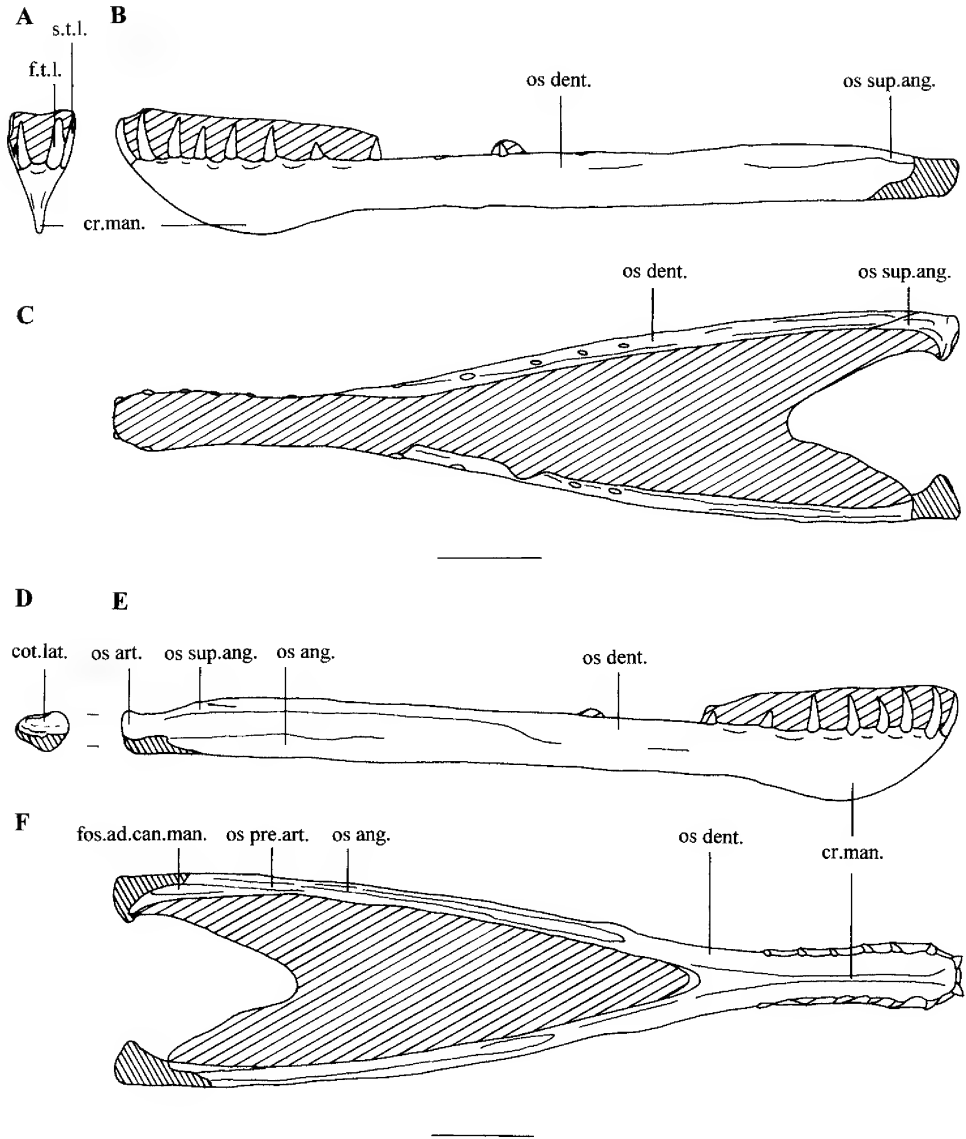 A
B
s.t.l.
f.t.l.
os dent.
os sup.ang.
cr.man.
C
os dent.
os sup.ang.
D
E
cot.lat.
os art.
os sup.ang.
os ang.
os dent.
F
fos.ad.can.man.
os pre.art.
os ang.
os dent.
cr.man.